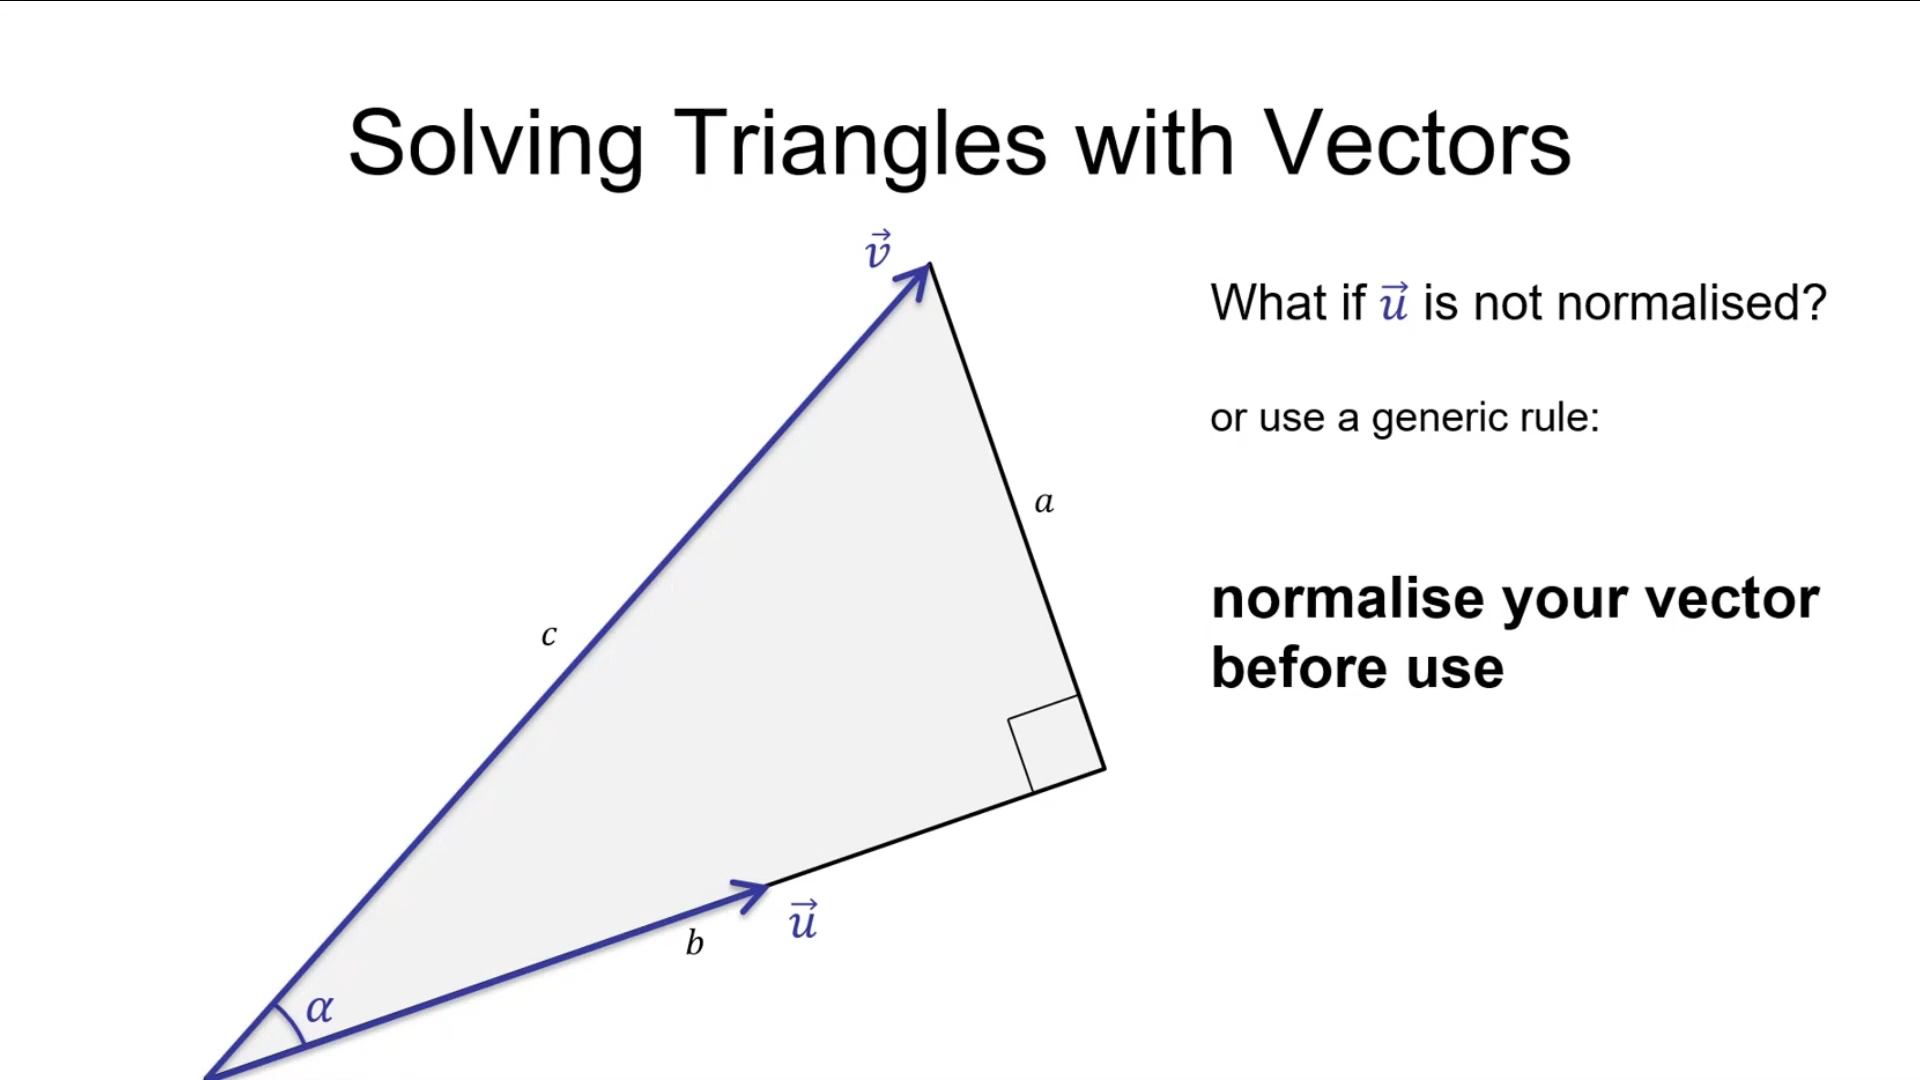 Solving Triangles with Vectors
v⃗
What if u⃗ is not normalised?
or use a generic rule:
a
normalise your vector
before use
c
u⃗
b
α